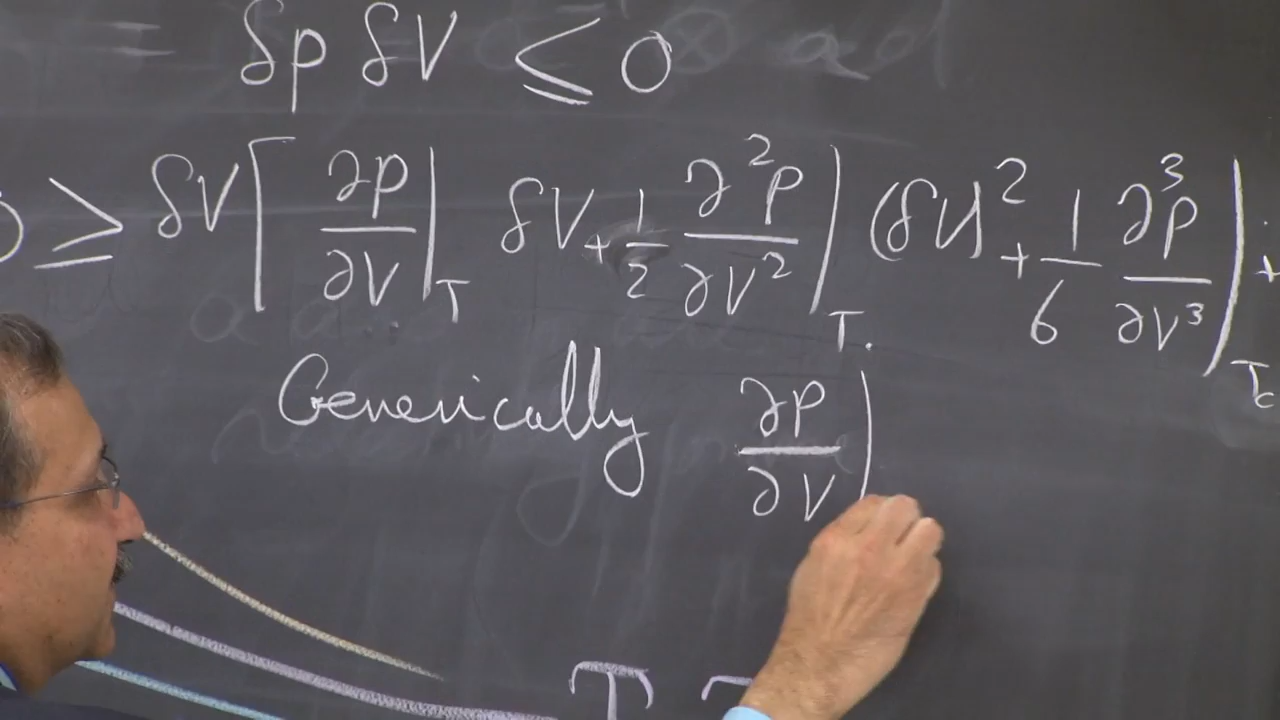 = δp δV ≤ 0
0 ≥ δV [ ∂P/∂V |_T δV + 1/2 ∂²P/∂V² |_T. (δV)² + 1/6 ∂³P/∂V³ |_Tc +
Generically ∂P/∂V |
T